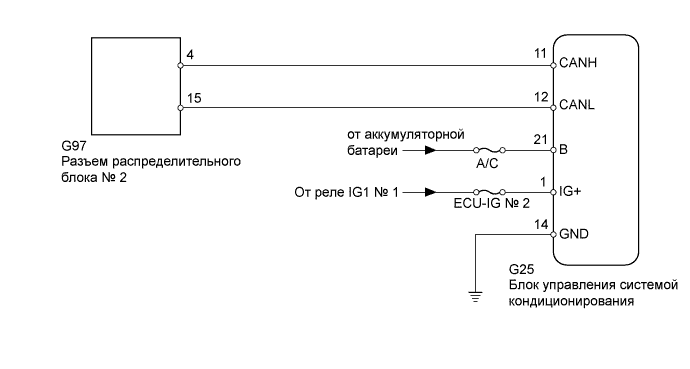 4
11
CANH
15
12
CANL
G97
Разъем распределительного
блока № 2
от аккумуляторной
батареи
A/C
21
B
От реле IG1 № 1
ECU-IG № 2
1
IG+
14
GND
G25
Блок управления системой
кондиционирования